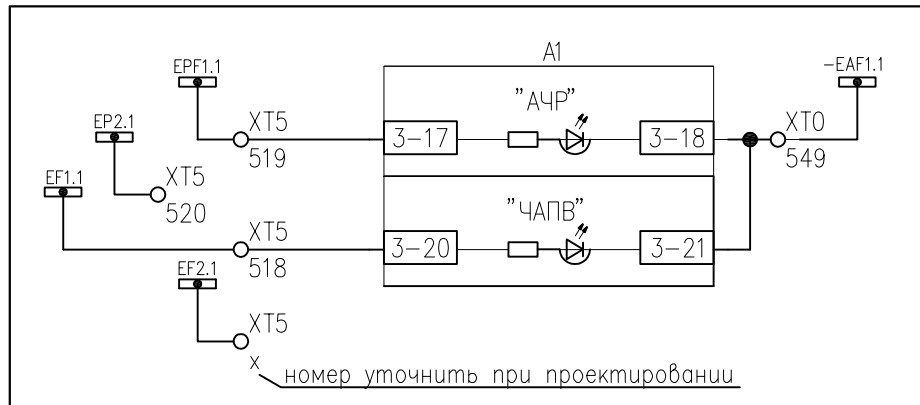 A1
EPF1.1
-EAF1.1
"АЧР"
EP2.1
XT5
3-17
3-18
XT0
519
549
EF1.1
XT5
520
"ЧАПВ"
XT5
3-20
3-21
518
EF2.1
XT5
x
номер уточнить при проектировании